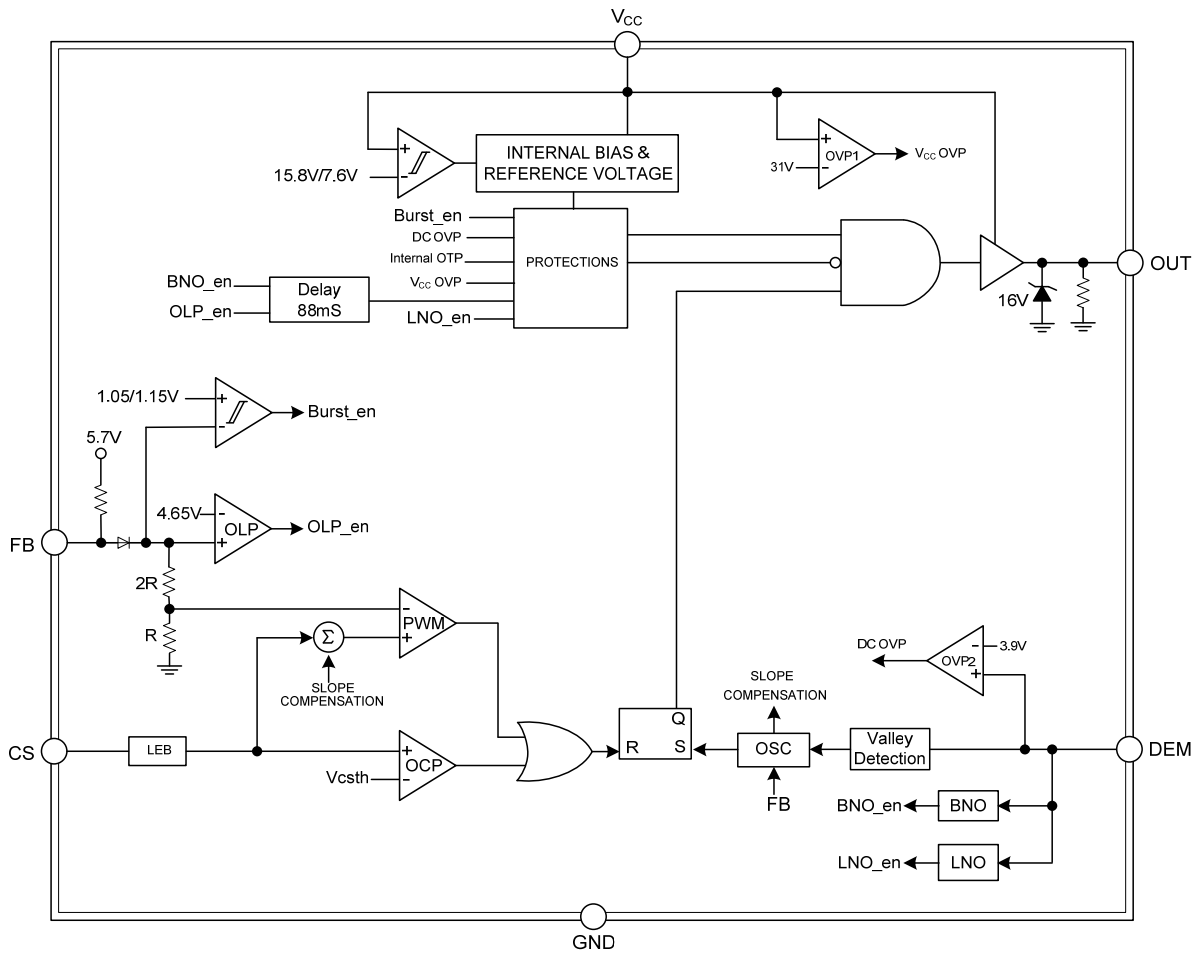 VCC
15.8V/7.6V
+
-
INTERNAL BIAS &
REFERENCE VOLTAGE
+
OVP1
31V
-
VCC OVP
Burst_en
DC OVP
Internal OTP
VCC OVP
LNO_en
PROTECTIONS
BNO_en
OLP_en
Delay
88mS
OUT
16V
1.05/1.15V
+
-
Burst_en
5.7V
4.65V
-
OLP
+
OLP_en
FB
2R
R
-
PWM
+
Σ
SLOPE
COMPENSATION
CS
LEB
+
OCP
Vcsth
-
Q
R
S
SLOPE
COMPENSATION
OSC
FB
Valley
Detection
DC OVP
OVP2
-
3.9V
+
DEM
BNO_en
BNO
LNO_en
LNO
GND